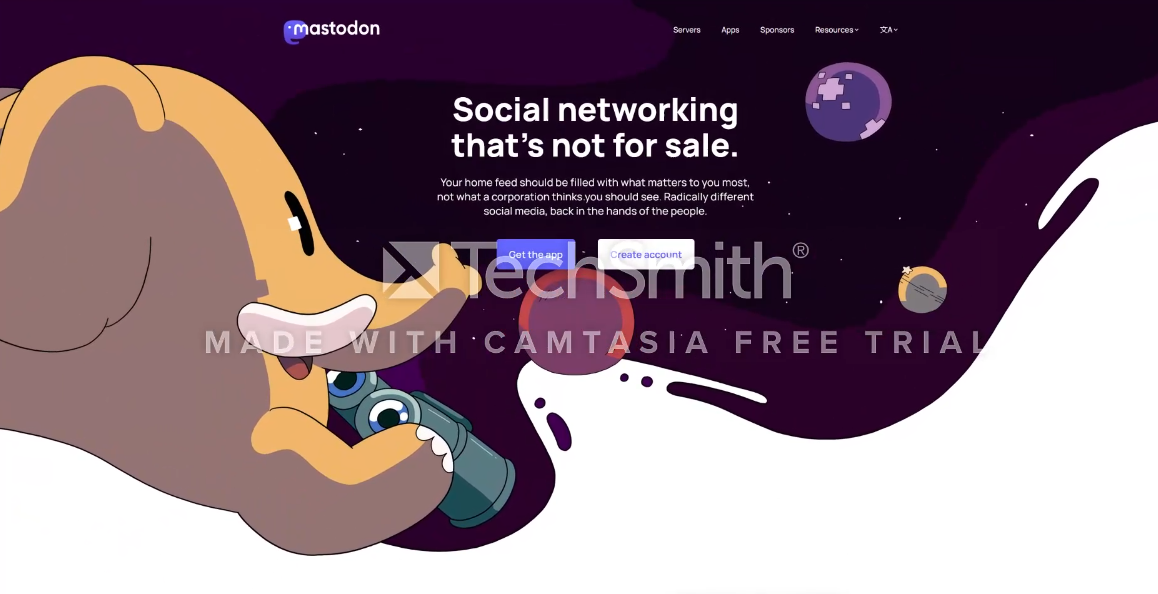 mastodon
Servers Apps Sponsors Resources 文A
Social networking
that's not for sale.
Your home feed should be filled with what matters to you most,
not what a corporation thinks you should see. Radically different
social media, back in the hands of the people.
Get the app Create account
TechSmith®
MADE WITH CAMTASIA FREE TRIAL